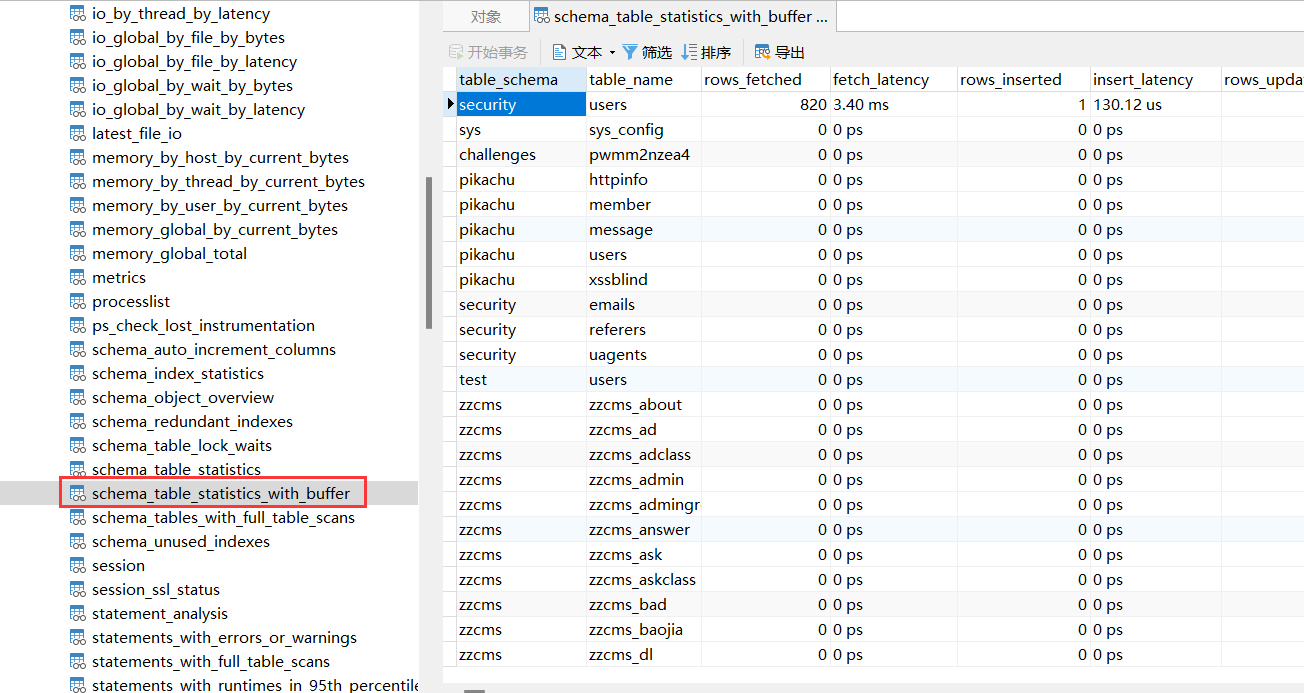 io_by_thread_by_latency
io_global_by_file_by_bytes
io_global_by_file_by_latency
io_global_by_wait_by_bytes
io_global_by_wait_by_latency
latest_file_io
memory_by_host_by_current_bytes
memory_by_thread_by_current_bytes
memory_by_user_by_current_bytes
memory_global_by_current_bytes
memory_global_total
metrics
processlist
ps_check_lost_instrumentation
schema_auto_increment_columns
schema_index_statistics
schema_object_overview
schema_redundant_indexes
schema_table_lock_waits
schema_table_statistics
schema_table_statistics_with_buffer
schema_tables_with_full_table_scans
schema_unused_indexes
session
session_ssl_status
statement_analysis
statements_with_errors_or_warnings
statements_with_full_table_scans
statements_with_runtimes_in_95th_percentile
对象 schema_table_statistics_with_buffer ...
开始事务 文本 筛选 排序 导出
table_schema table_name rows_fetched fetch_latency rows_inserted insert_latency rows_upda
security users 820 3.40 ms 1 130.12 us
sys sys_config 0 0 ps 0 0 ps
challenges pwmm2nzea4 0 0 ps 0 0 ps
pikachu httpinfo 0 0 ps 0 0 ps
pikachu member 0 0 ps 0 0 ps
pikachu message 0 0 ps 0 0 ps
pikachu users 0 0 ps 0 0 ps
pikachu xssblind 0 0 ps 0 0 ps
security emails 0 0 ps 0 0 ps
security referers 0 0 ps 0 0 ps
security uagents 0 0 ps 0 0 ps
test users 0 0 ps 0 0 ps
zzcms zzcms_about 0 0 ps 0 0 ps
zzcms zzcms_ad 0 0 ps 0 0 ps
zzcms zzcms_adclass 0 0 ps 0 0 ps
zzcms zzcms_admin 0 0 ps 0 0 ps
zzcms zzcms_admingr 0 0 ps 0 0 ps
zzcms zzcms_answer 0 0 ps 0 0 ps
zzcms zzcms_ask 0 0 ps 0 0 ps
zzcms zzcms_askclass 0 0 ps 0 0 ps
zzcms zzcms_bad 0 0 ps 0 0 ps
zzcms zzcms_baojia 0 0 ps 0 0 ps
zzcms zzcms_dl 0 0 ps 0 0 ps